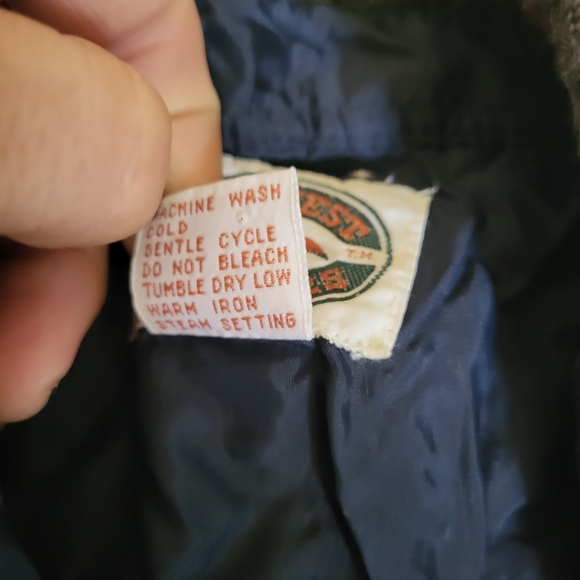 MACHINE WASH
COLD
GENTLE CYCLE
DO NOT BLEACH
TUMBLE DRY LOW
WARM IRON
STEAM SETTING
T.M.